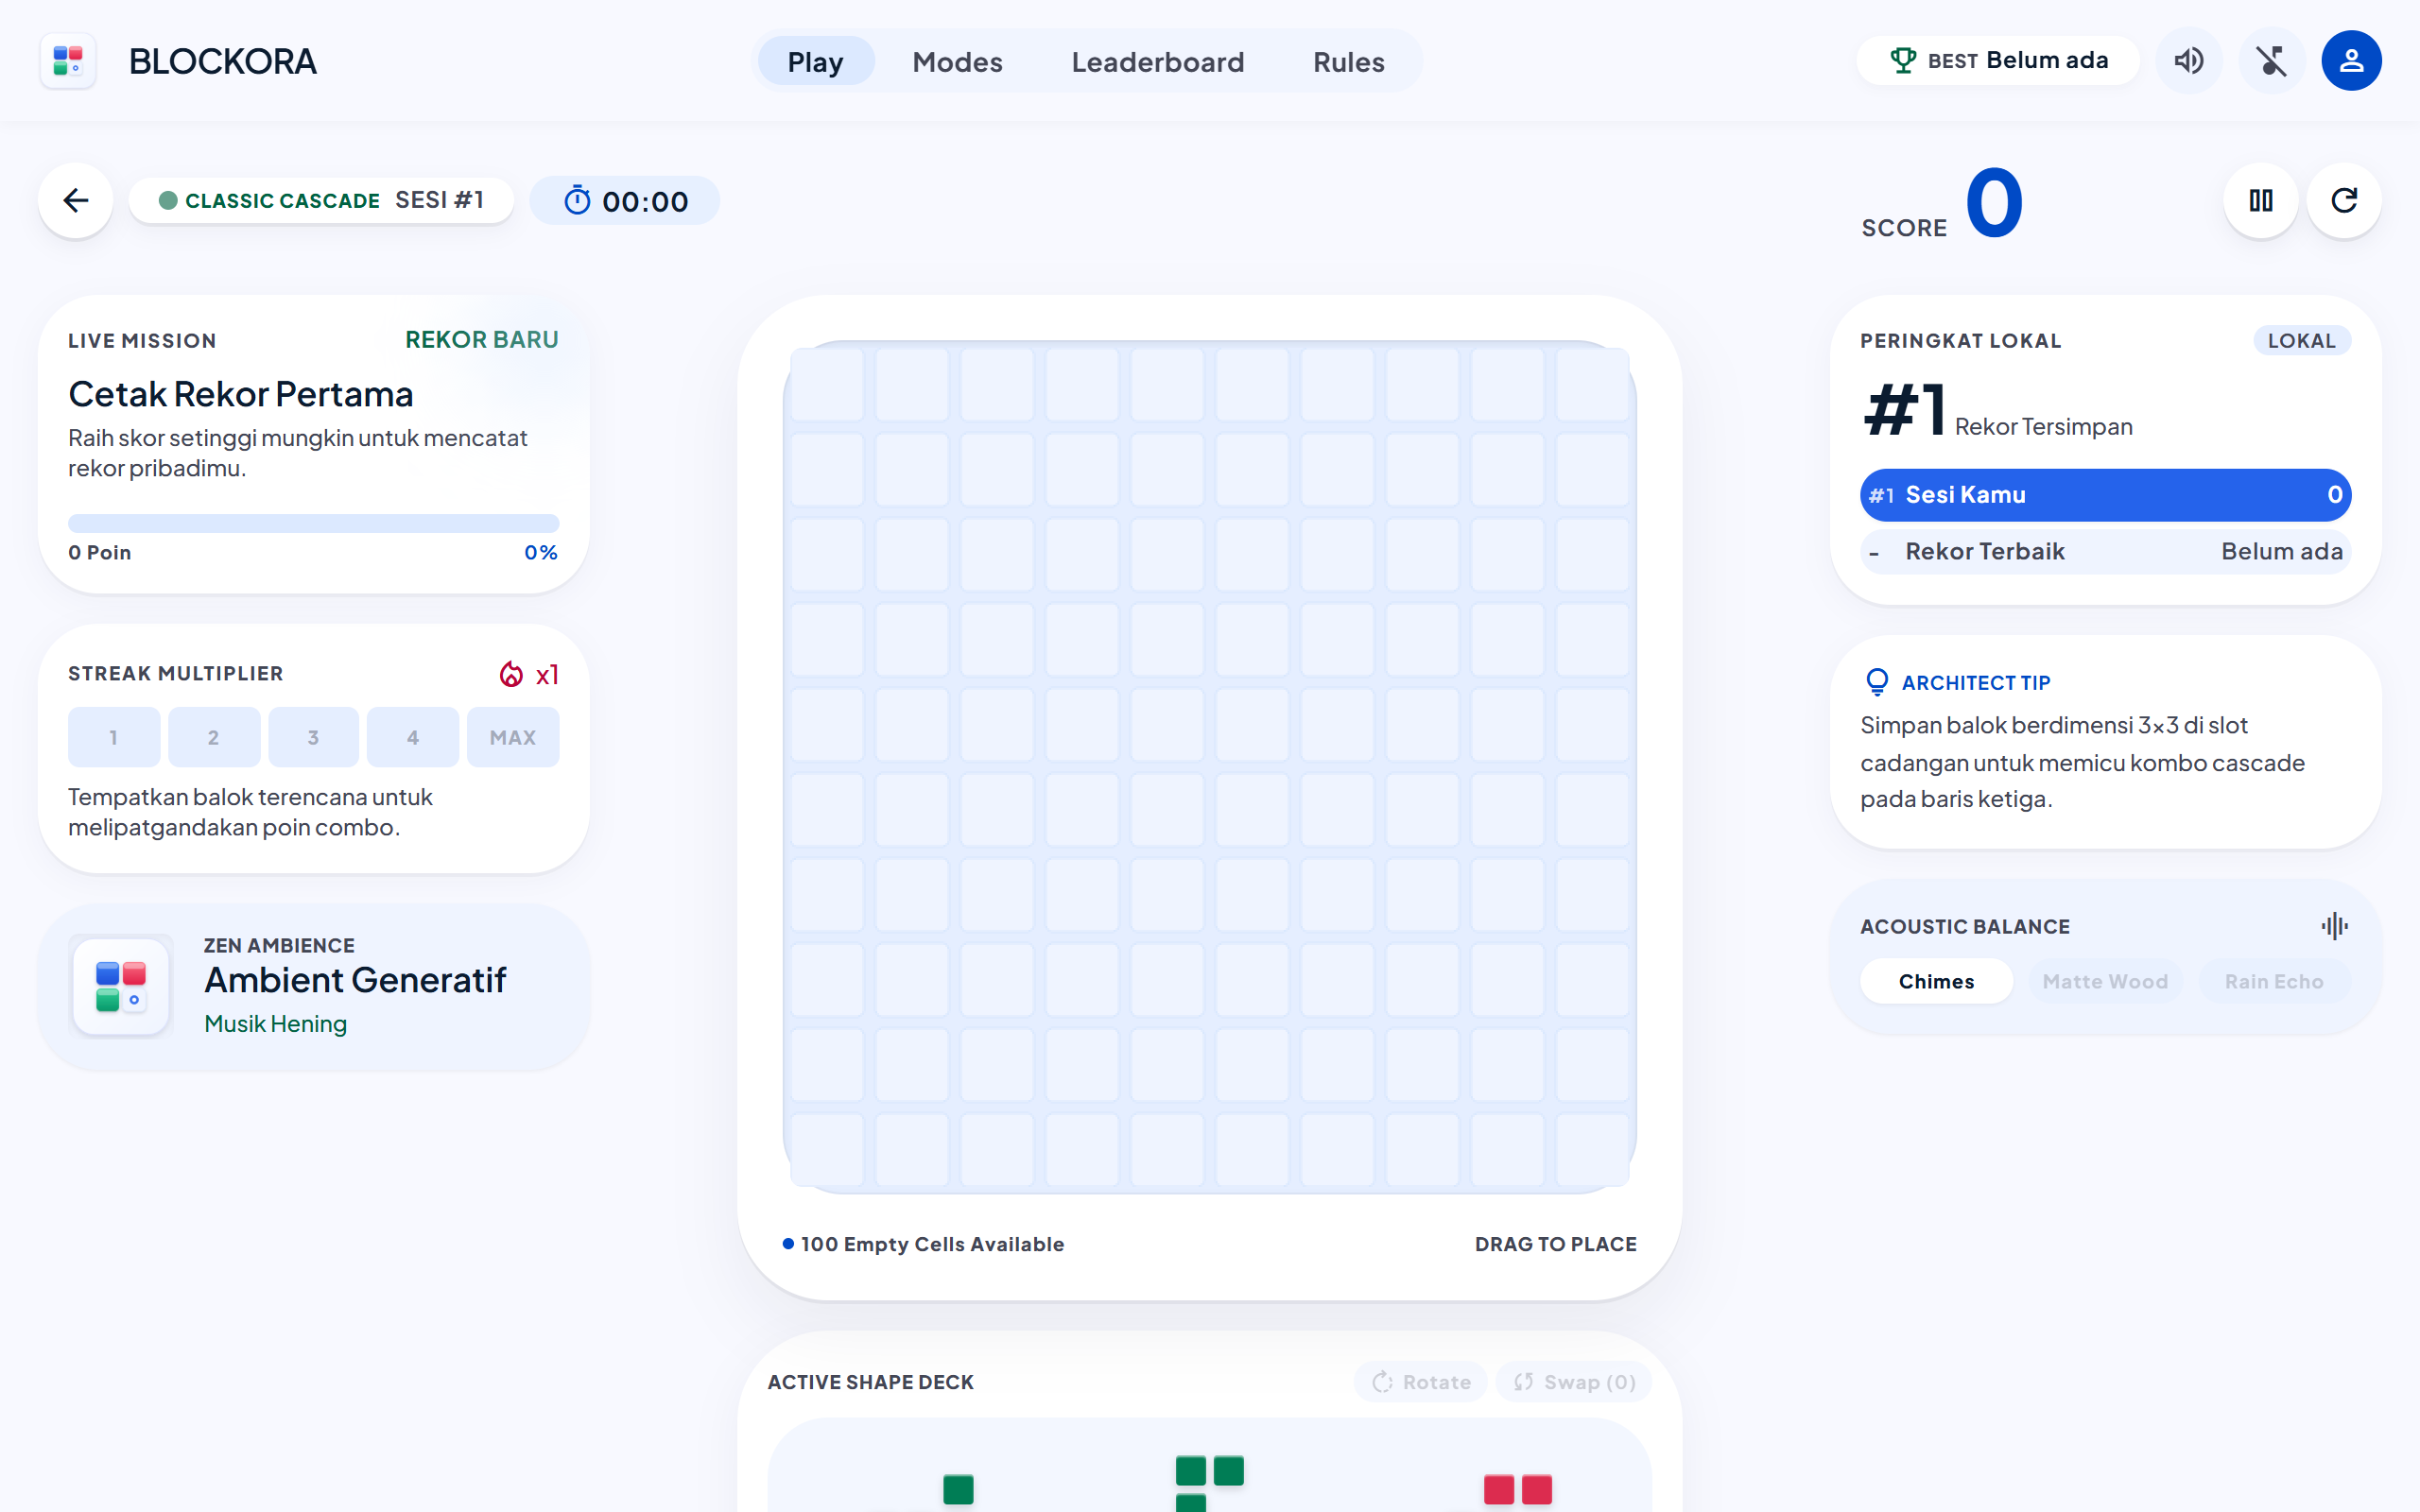 BLOCKORA
Play
Modes
Leaderboard
Rules
BEST Belum ada
CLASSIC CASCADE SESI #1
00:00
SCORE 0
LIVE MISSION
REKOR BARU
Cetak Rekor Pertama
Raih skor setinggi mungkin untuk mencatat
rekor pribadimu.
0 Poin
0%
STREAK MULTIPLIER
x1
1
2
3
4
MAX
Tempatkan balok terencana untuk
melipatgandakan poin combo.
ZEN AMBIENCE
Ambient Generatif
Musik Hening
100 Empty Cells Available
DRAG TO PLACE
ACTIVE SHAPE DECK
Rotate
Swap (0)
PERINGKAT LOKAL
LOKAL
#1 Rekor Tersimpan
#1 Sesi Kamu 0
- Rekor Terbaik Belum ada
ARCHITECT TIP
Simpan balok berdimensi 3×3 di slot
cadangan untuk memicu kombo cascade
pada baris ketiga.
ACOUSTIC BALANCE
Chimes
Matte Wood
Rain Echo